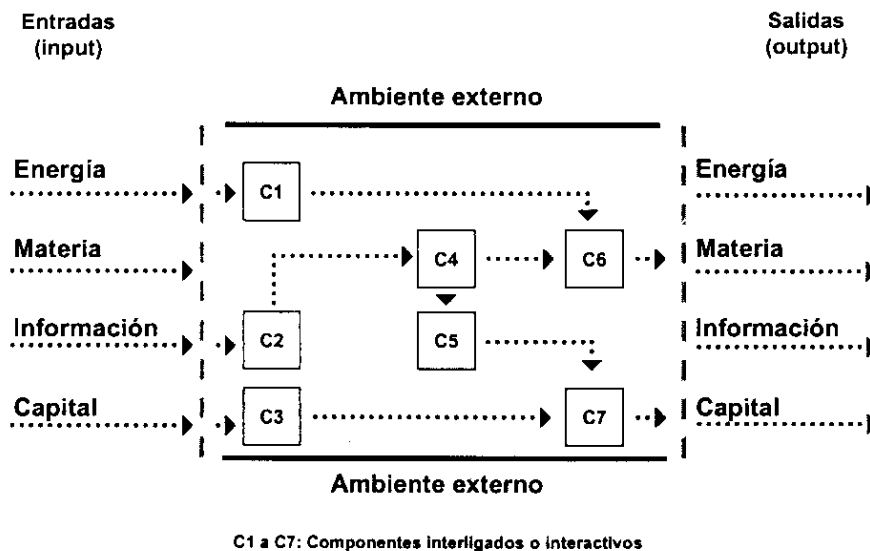 Entradas
(input)
Salidas
(output)
Ambiente externo
Energía
C1
Energía
Materia
C4
C6
Materia
Información
C2
C5
Información
Capital
C3
C7
Capital
Ambiente externo
C1 a C7: Componentes interligados o interactivos